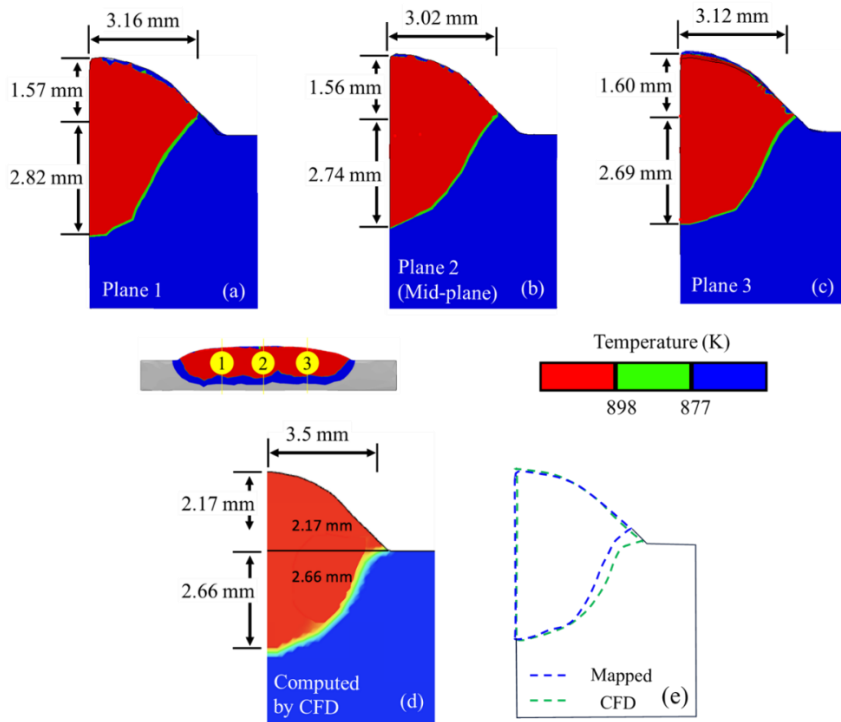 3.16 mm
3.02 mm
3.12 mm
1.57 mm
1.56 mm
1.60 mm
2.82 mm
2.74 mm
2.69 mm
Plane 1
(a)
Plane 2
(Mid-plane)
(b)
Plane 3
(c)
1
2
3
Temperature (K)
898
877
3.5 mm
2.17 mm
2.17 mm
2.66 mm
2.66 mm
Computed
by CFD
(d)
Mapped
CFD
(e)